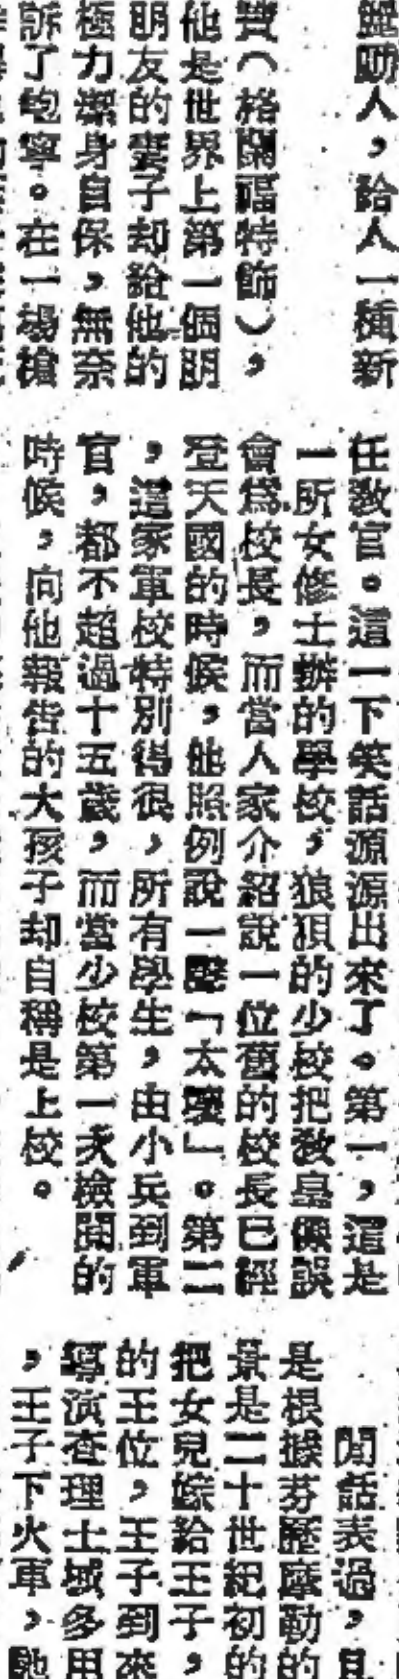 麗動人，給人一種新
贊（格蘭福特飾），
他是世界上第一個朋
朋友的妻子却給他的
極力潔身自保，無奈
訴了鮑寧。在一場槍
任敎官。這一下笑話源源出來了。第一，這是
一所女修士辦的學校，狼狽的少校把敎皇像誤
會爲校長，而當人家介紹說一位舊的校長已經
登天國的時候，他照例說一聲「太壞」。第二
，這家軍校特別得很，所有學生，由小兵到軍
官，都不超過十五歲，而當少校第一次檢閱的
時候，向他報告的大孩子却自稱是上校。
閒話表過，
是根據芬歷摩勒的
景是二十世紀初的
把女兒嫁給王子，
的王位，王子到來
導演查理士域多用
，王子下火車，